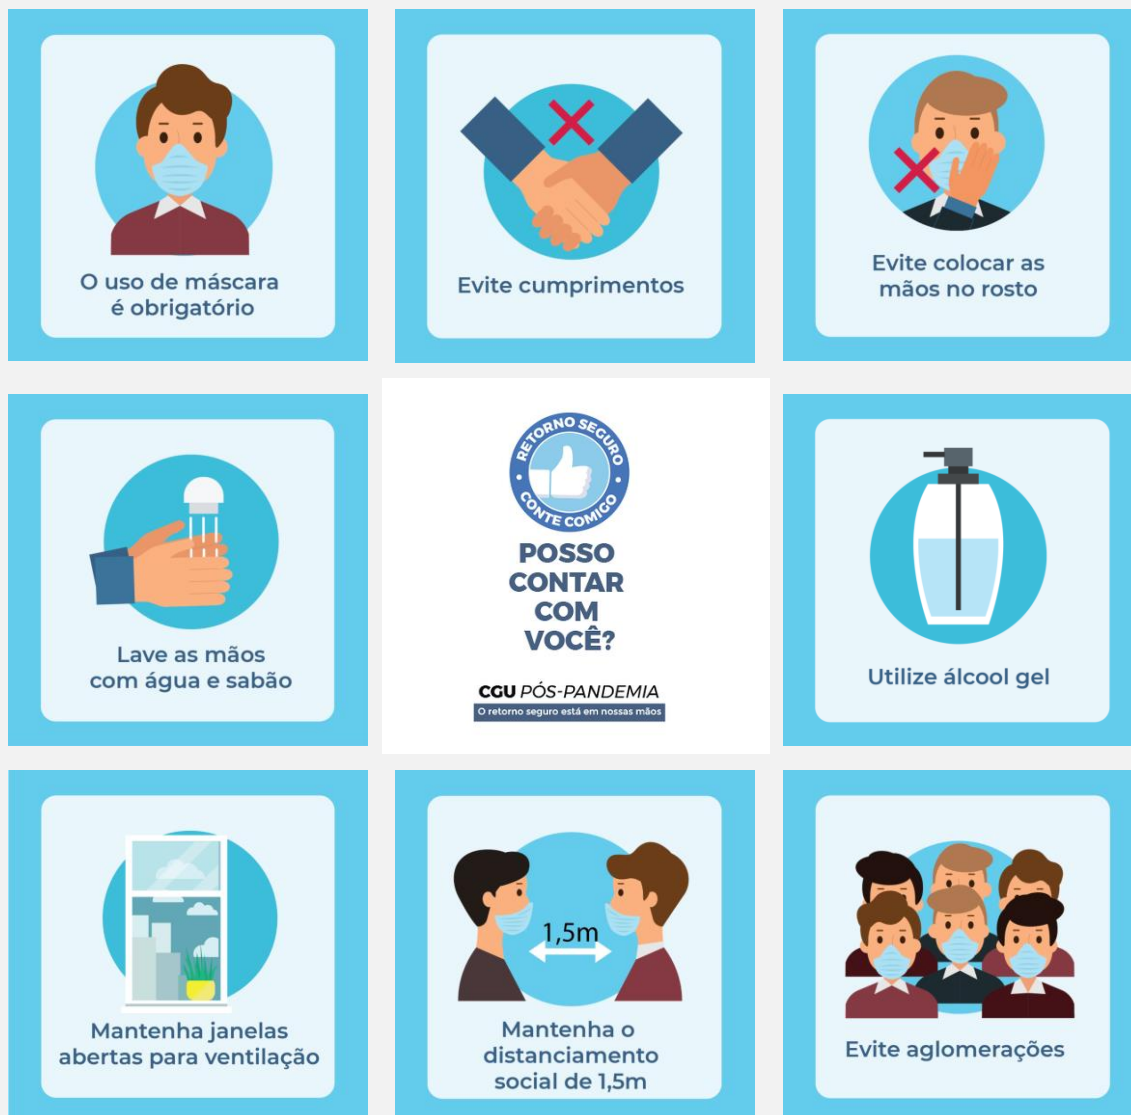 O uso de máscara
é obrigatório
Evite cumprimentos
Evite colocar as
mãos no rosto
Lave as mãos
com água e sabão
RETORNO SEGURO
CONTE COMIGO
POSSO
CONTAR
COM
VOCÊ?
CGU PÓS-PANDEMIA
O retorno seguro está em nossas mãos
Utilize álcool gel
Mantenha janelas
abertas para ventilação
1,5m
Mantenha o
distanciamento
social de 1,5m
Evite aglomerações